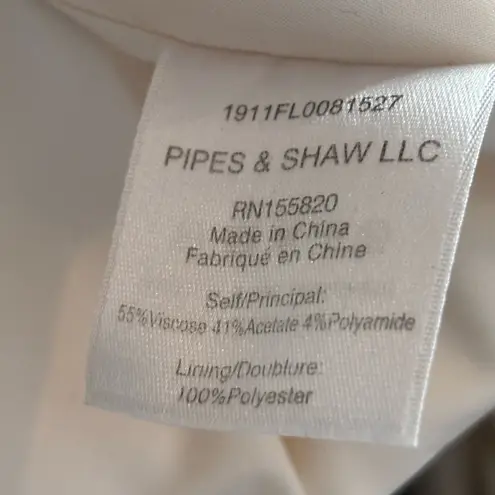 1911FL0081527
PIPES & SHAW LLC
RN155820
Made in China
Fabriqué en Chine
Self/Principal:
55%Viscose 41%Acetate 4%Polyamide
Lining/Doublure:
100%Polyester